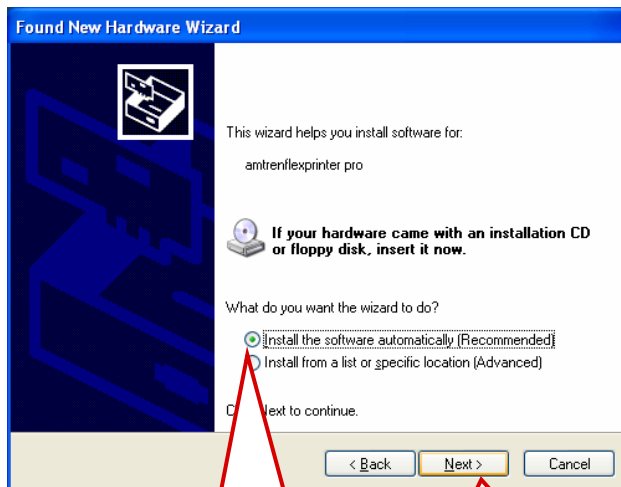 Found New Hardware Wizard
This wizard helps you install software for:
amtrenflexprinter pro
If your hardware came with an installation CD
or floppy disk, insert it now.
What do you want the wizard to do?
Install the software automatically (Recommended)
Install from a list or specific location (Advanced)
Next to continue.
< Back
Next >
Cancel